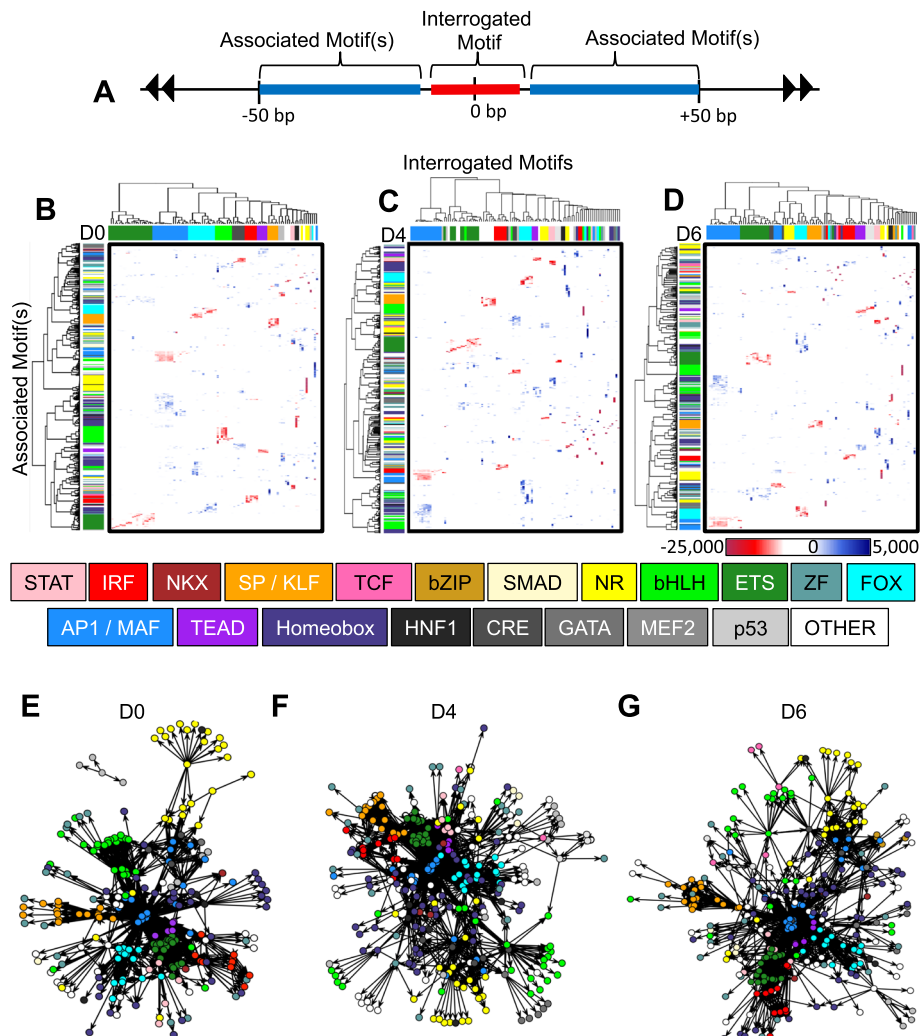 Interrogated
Motif
Associated Motif(s)
Associated Motif(s)
A
-50 bp
0 bp
+50 bp
Interrogated Motifs
B
C
D
D0
D4
D6
Associated Motif(s)
-25,000
0
5,000
STAT
IRF
NKX
SP / KLF
TCF
bZIP
SMAD
NR
bHLH
ETS
ZF
FOX
AP1 / MAF
TEAD
Homeobox
HNF1
CRE
GATA
MEF2
p53
OTHER
E
D0
F
D4
G
D6